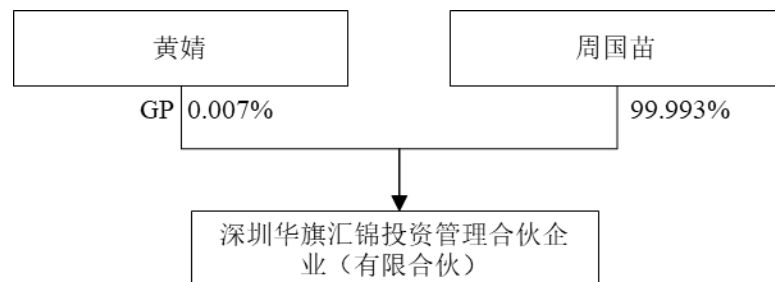 黄婧
周国苗
GP 0.007%
99.993%
深圳华旗汇锦投资管理合伙企
业（有限合伙）